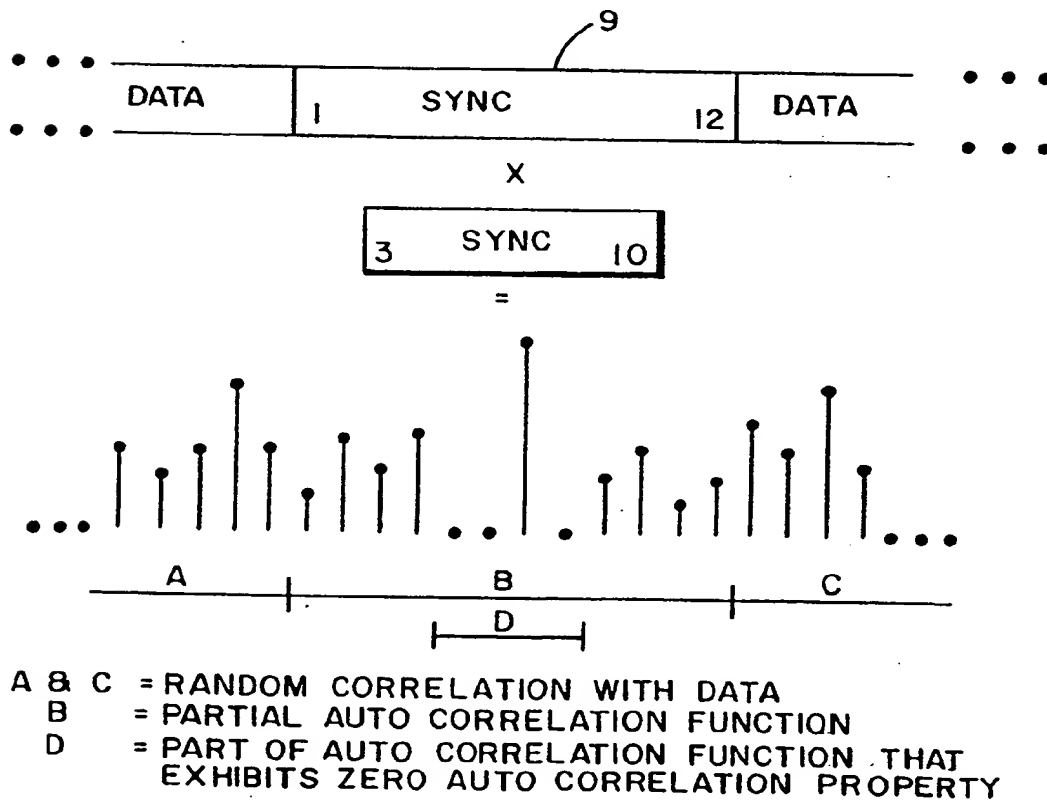 9
DATA 1 SYNC 12 DATA
X
3 SYNC 10
=
A B C
D
A & C = RANDOM CORRELATION WITH DATA
B = PARTIAL AUTO CORRELATION FUNCTION
D = PART OF AUTO CORRELATION FUNCTION THAT
EXHIBITS ZERO AUTO CORRELATION PROPERTY